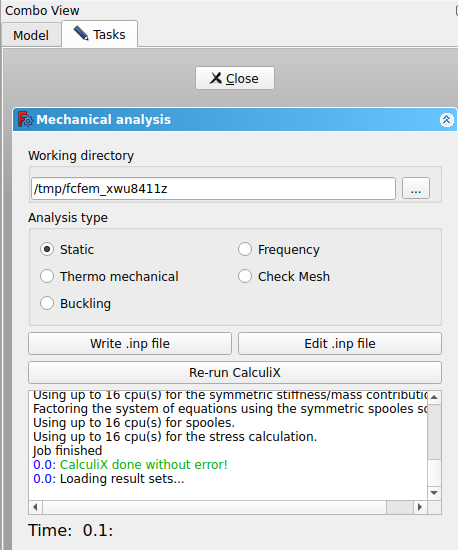 Combo View
Model Tasks
Close
Mechanical analysis
Working directory
/tmp/fcfem_xwu8411z ...
Analysis type
Static Frequency
Thermo mechanical Check Mesh
Buckling
Write .inp file Edit .inp file
Re-run CalculiX
Using up to 16 cpu(s) for the symmetric stiffness/mass contributio
Factoring the system of equations using the symmetric spooles so
Using up to 16 cpu(s) for spooles.
Using up to 16 cpu(s) for the stress calculation.
Job finished
0.0: CalculiX done without error!
0.0: Loading result sets...
Time: 0.1: